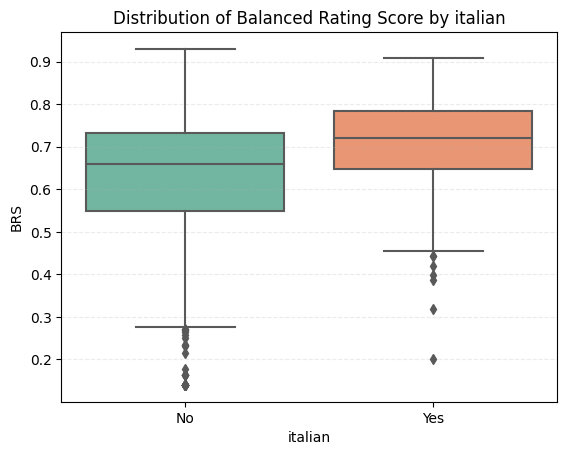 Distribution of Balanced Rating Score by italian
0.9
0.8
0.7
0.6
0.5
0.4
0.3
0.2
BRS
No
Yes
italian